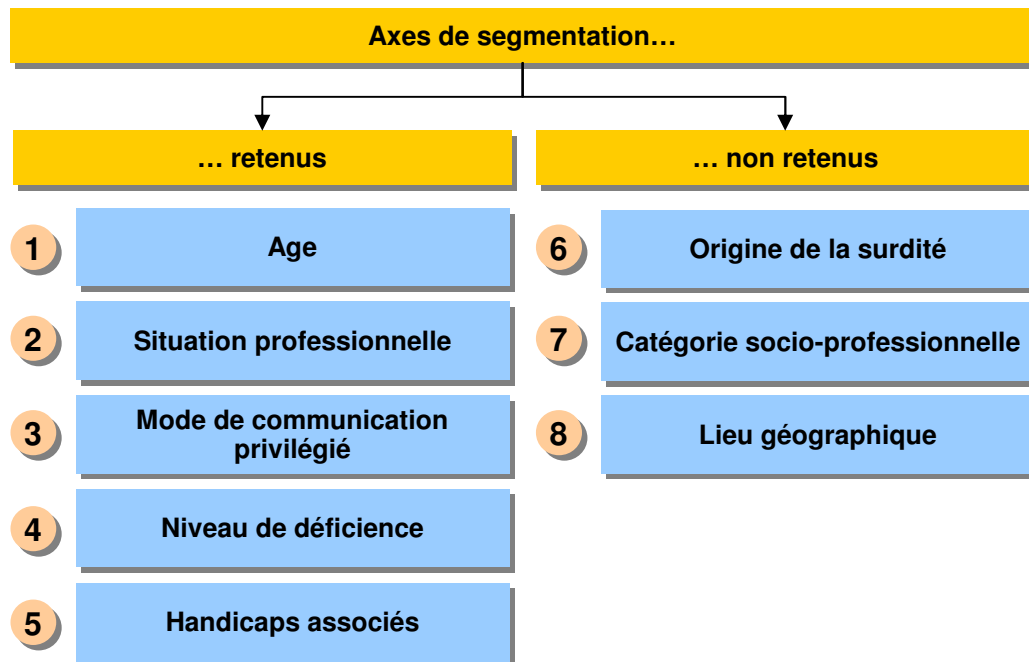 Axes de segmentation…
… retenus
1
Age
2
Situation professionnelle
3
Mode de communication
privilégié
4
Niveau de déficience
5
Handicaps associés
… non retenus
6
Origine de la surdité
7
Catégorie socio-professionnelle
8
Lieu géographique